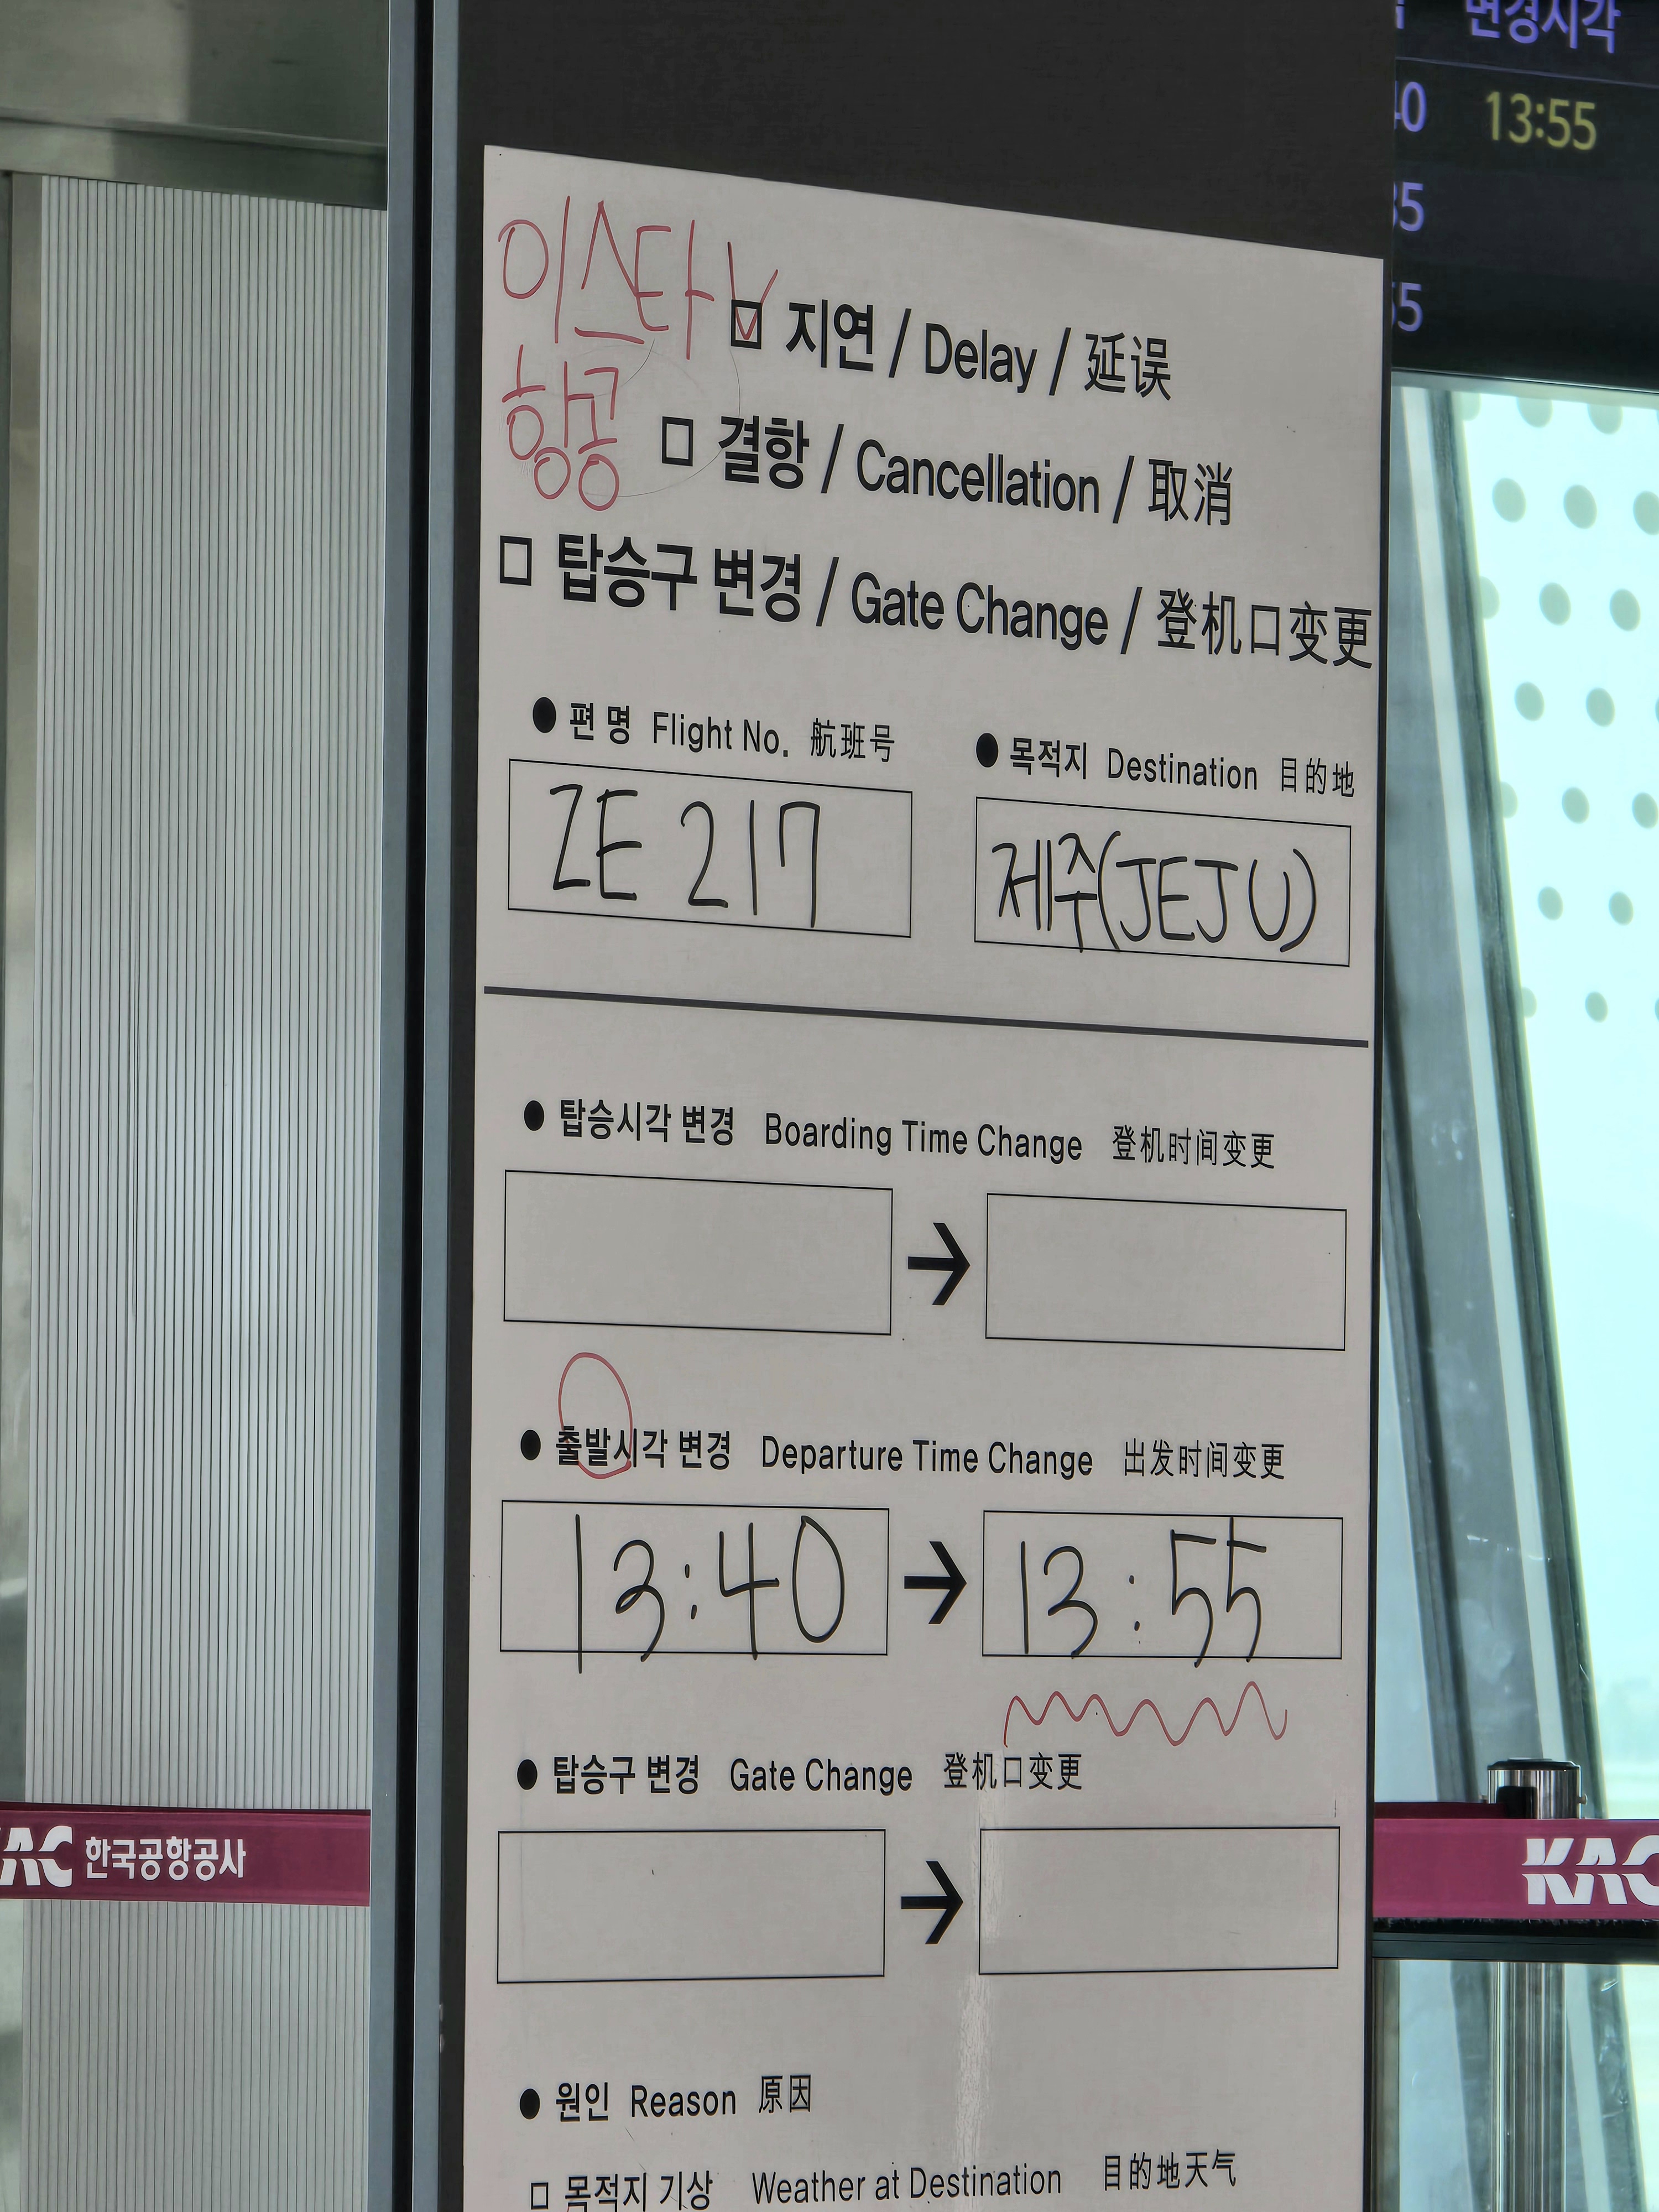 변경시각
40 13:55
35
55
이스타
항공
☑ 지연 / Delay / 延误
□ 결항 / Cancellation / 取消
□ 탑승구 변경 / Gate Change / 登机口变更
● 편 명 Flight No. 航班号
● 목적지 Destination 目的地
ZE 217
제주(JEJU)
● 탑승시각 변경 Boarding Time Change 登机时间变更
→
● 출발시각 변경 Departure Time Change 出发时间变更
13:40 → 13:55
● 탑승구 변경 Gate Change 登机口变更
→
KAC 한국공항공사
KAC
● 원인 Reason 原因
□ 목적지 기상 Weather at Destination 目的地天气